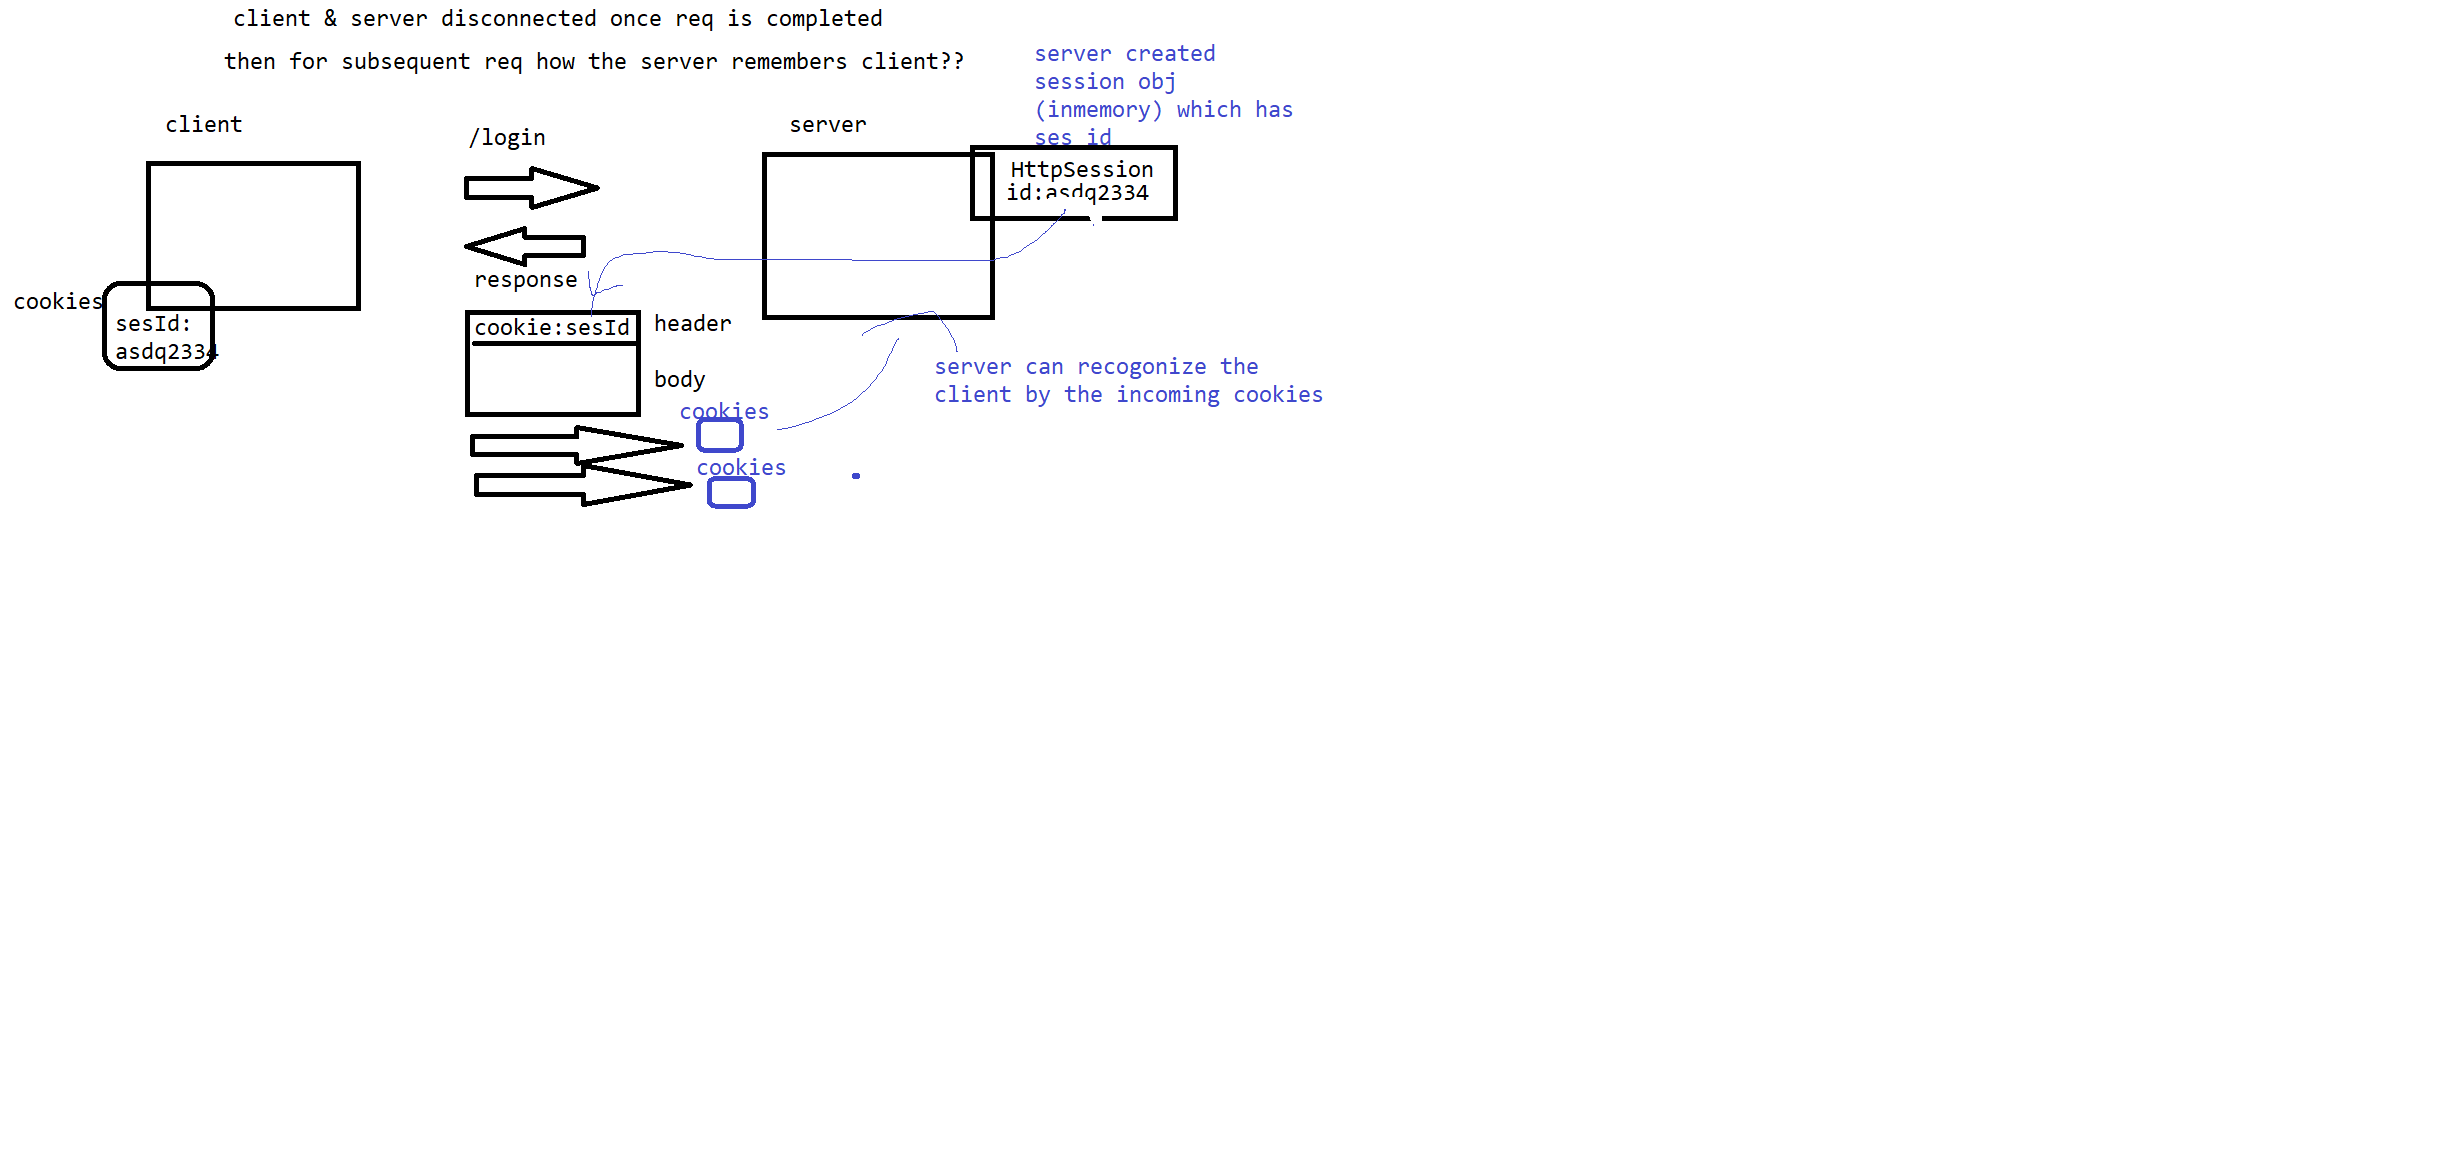 client & server disconnected once req is completed
then for subsequent req how the server remembers client??
server created
session obj
(inmemory) which has
ses id
client
/login
server
HttpSession
id:asdq2334
response
cookies
sesId:
asdq2334
cookie:sesId
header
body
server can recogonize the
client by the incoming cookies
cookies
cookies